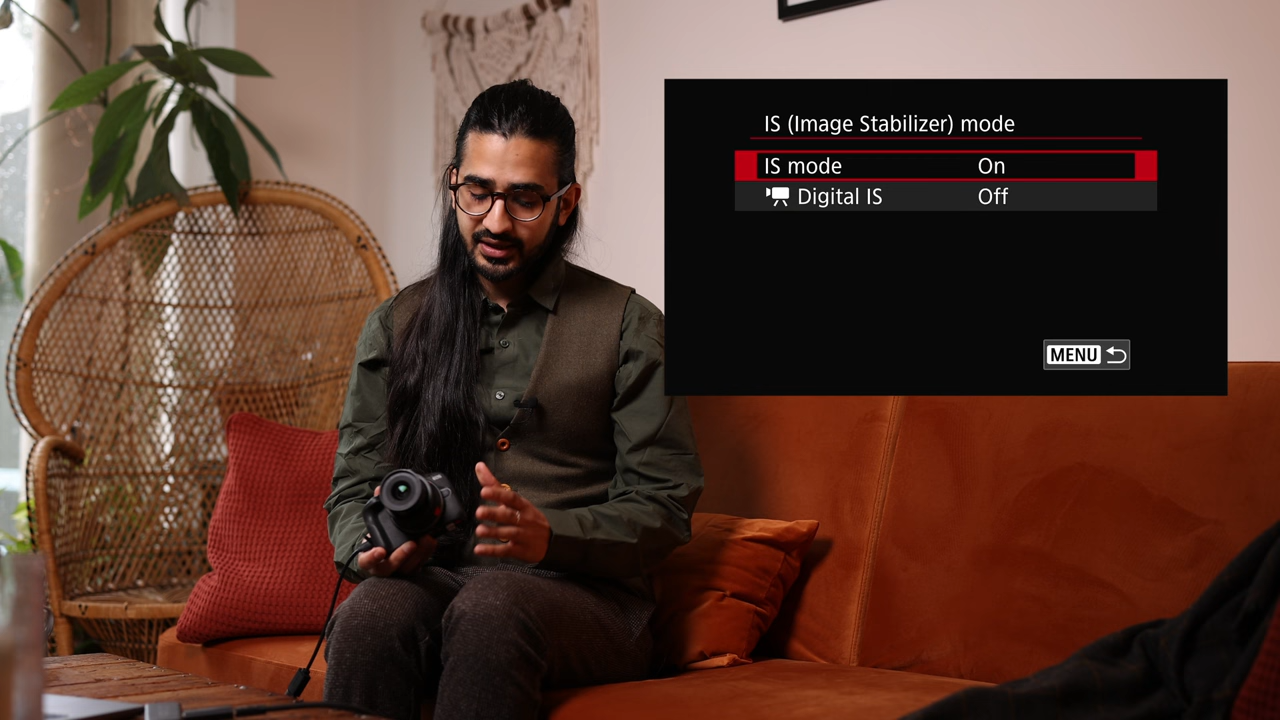 IS (Image Stabilizer) mode
IS mode On
Digital IS Off
MENU